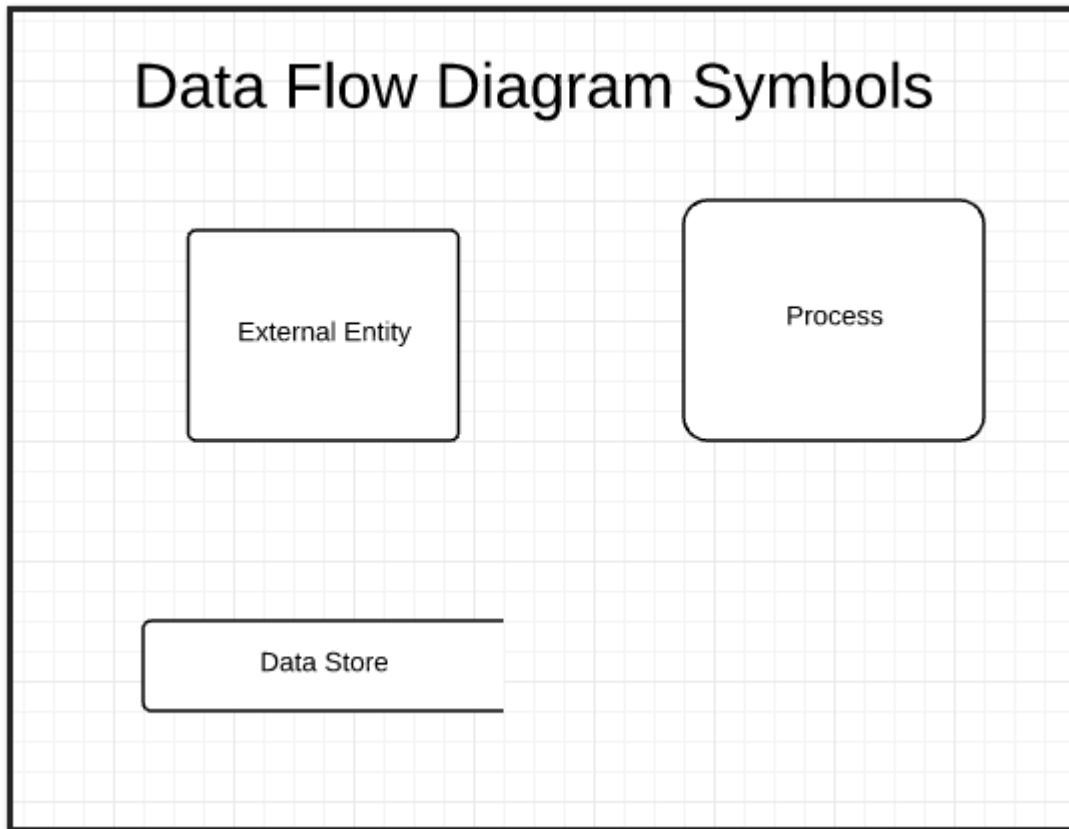 Data Flow Diagram Symbols
External Entity
Process
Data Store